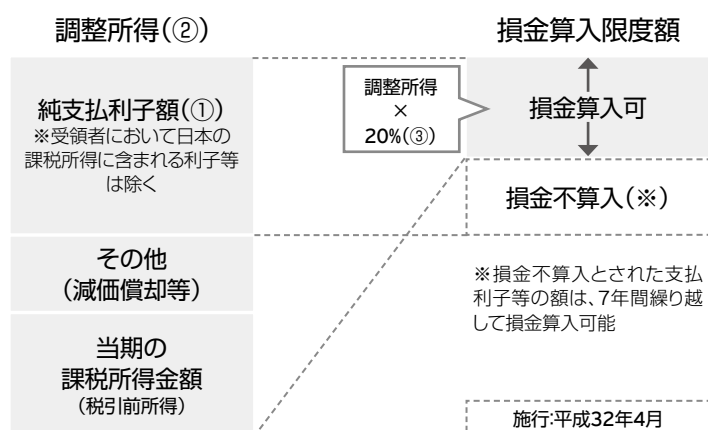 調整所得(②)
損金算入限度額
純支払利子額(①)
※受領者において日本の
課税所得に含まれる利子等
は除く
調整所得
×
20%(③)
損金算入可
損金不算入(※)
その他
(減価償却等)
※損金不算入とされた支払
利子等の額は、7年間繰り越
して損金算入可能
当期の
課税所得金額
(税引前所得)
施行:平成32年4月